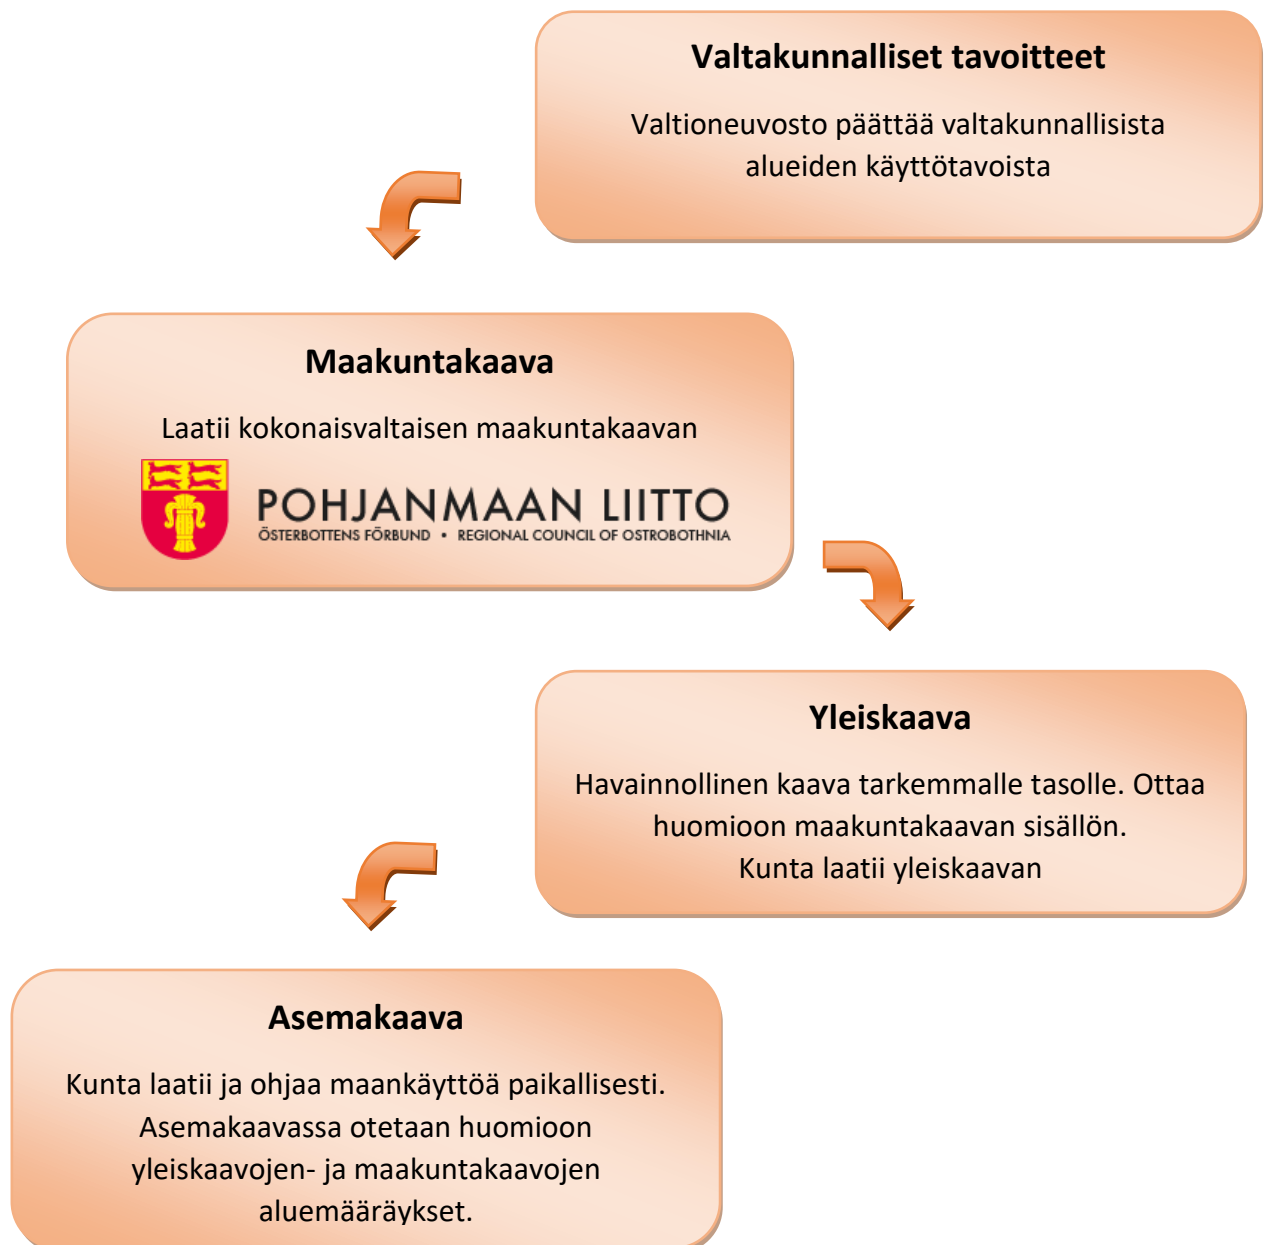 Valtakunnalliset tavoitteet
Valtioneuvosto päättää valtakunnallisista
alueiden käyttötavoista
Maakuntakaava
Laatii kokonaisvaltaisen maakuntakaavan
POHJANMAAN LIITTO
ÖSTERBOTTENS FÖRBUND • REGIONAL COUNCIL OF OSTROBOTHNIA
Yleiskaava
Havainnollinen kaava tarkemmalle tasolle. Ottaa
huomioon maakuntakaavan sisällön.
Kunta laatii yleiskaavan
Asemakaava
Kunta laatii ja ohjaa maankäyttöä paikallisesti.
Asemakaavassa otetaan huomioon
yleiskaavojen- ja maakuntakaavojen
aluemääräykset.